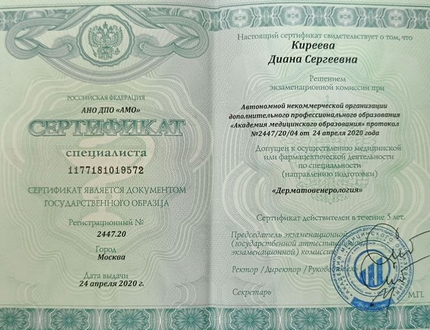 РОССИЙСКАЯ ФЕДЕРАЦИЯ
АНО ДПО «АМО»
СЕРТИФИКАТ
специалиста
1177181019572
СЕРТИФИКАТ ЯВЛЯЕТСЯ ДОКУМЕНТОМ
ГОСУДАРСТВЕННОГО ОБРАЗЦА
Регистрационный №
2447.20
Город
Москва
Дата выдачи
24 апреля 2020 г.
Настоящий сертификат свидетельствует о том, что
Киреева
Диана Сергеевна
Решением
экзаменационной комиссии при
Автономной некоммерческой организации
дополнительного профессионального образования
«Академия медицинского образования» протокол
№2447/20/04 от 24 апреля 2020 года
Допущен к осуществлению медицинской
или фармацевтической деятельности
по специальности
(направлению подготовки)
«Дерматовенерология»
Сертификат действителен в течение 5 лет.
Председатель экзаменационной
(государственной аттестационной
экзаменационной) комиссии
Ректор /Директор /Руководитель
Секретарь
М.П.